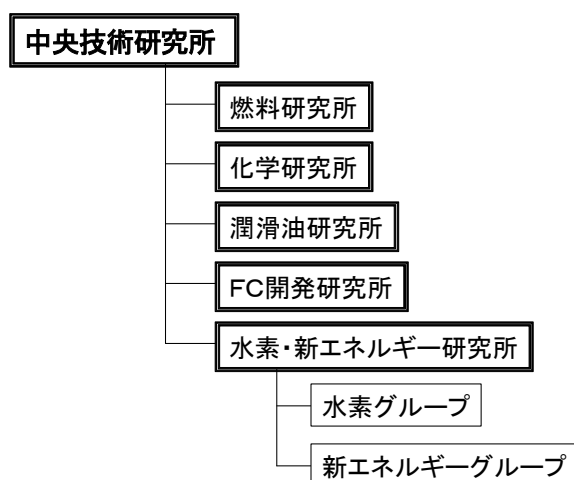 中央技術研究所
燃料研究所
化学研究所
潤滑油研究所
FC開発研究所
水素・新エネルギー研究所
水素グループ
新エネルギーグループ